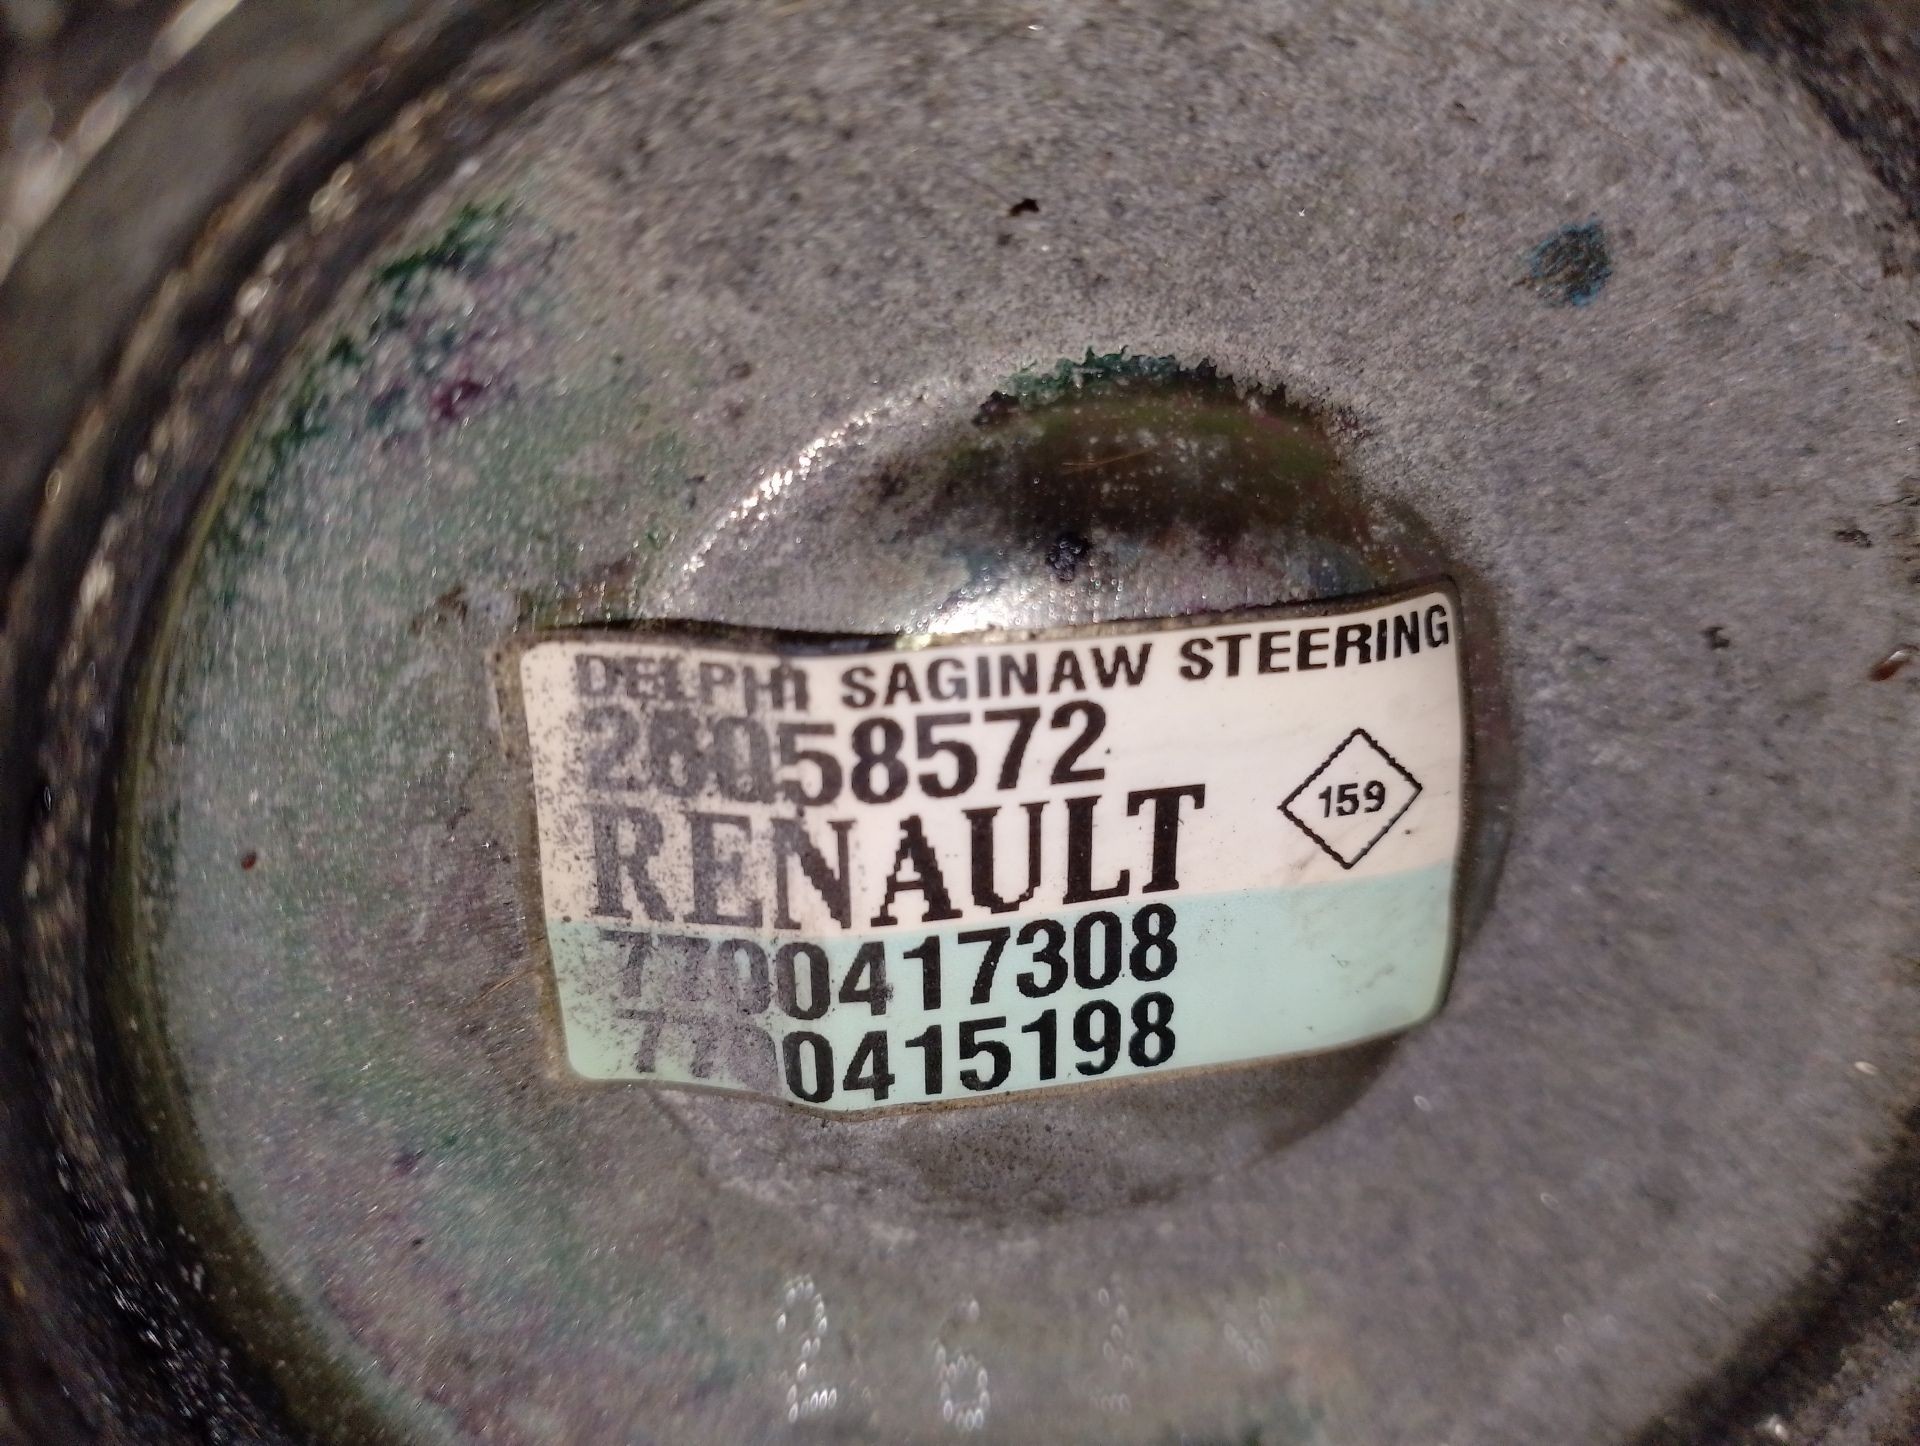 DELPHI SAGINAW STEERING
26058572
RENAULT
159
7700417308
7700415198